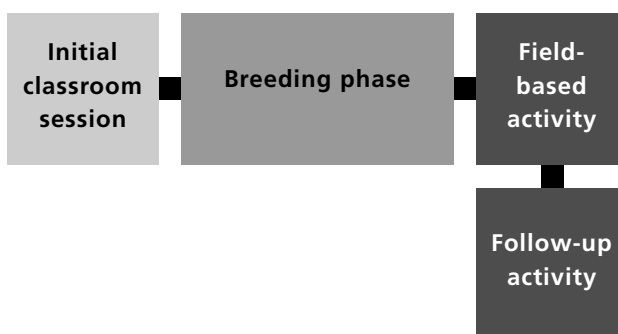 Initial
classroom
session
Breeding phase
Field-
based
activity
Follow-up
activity